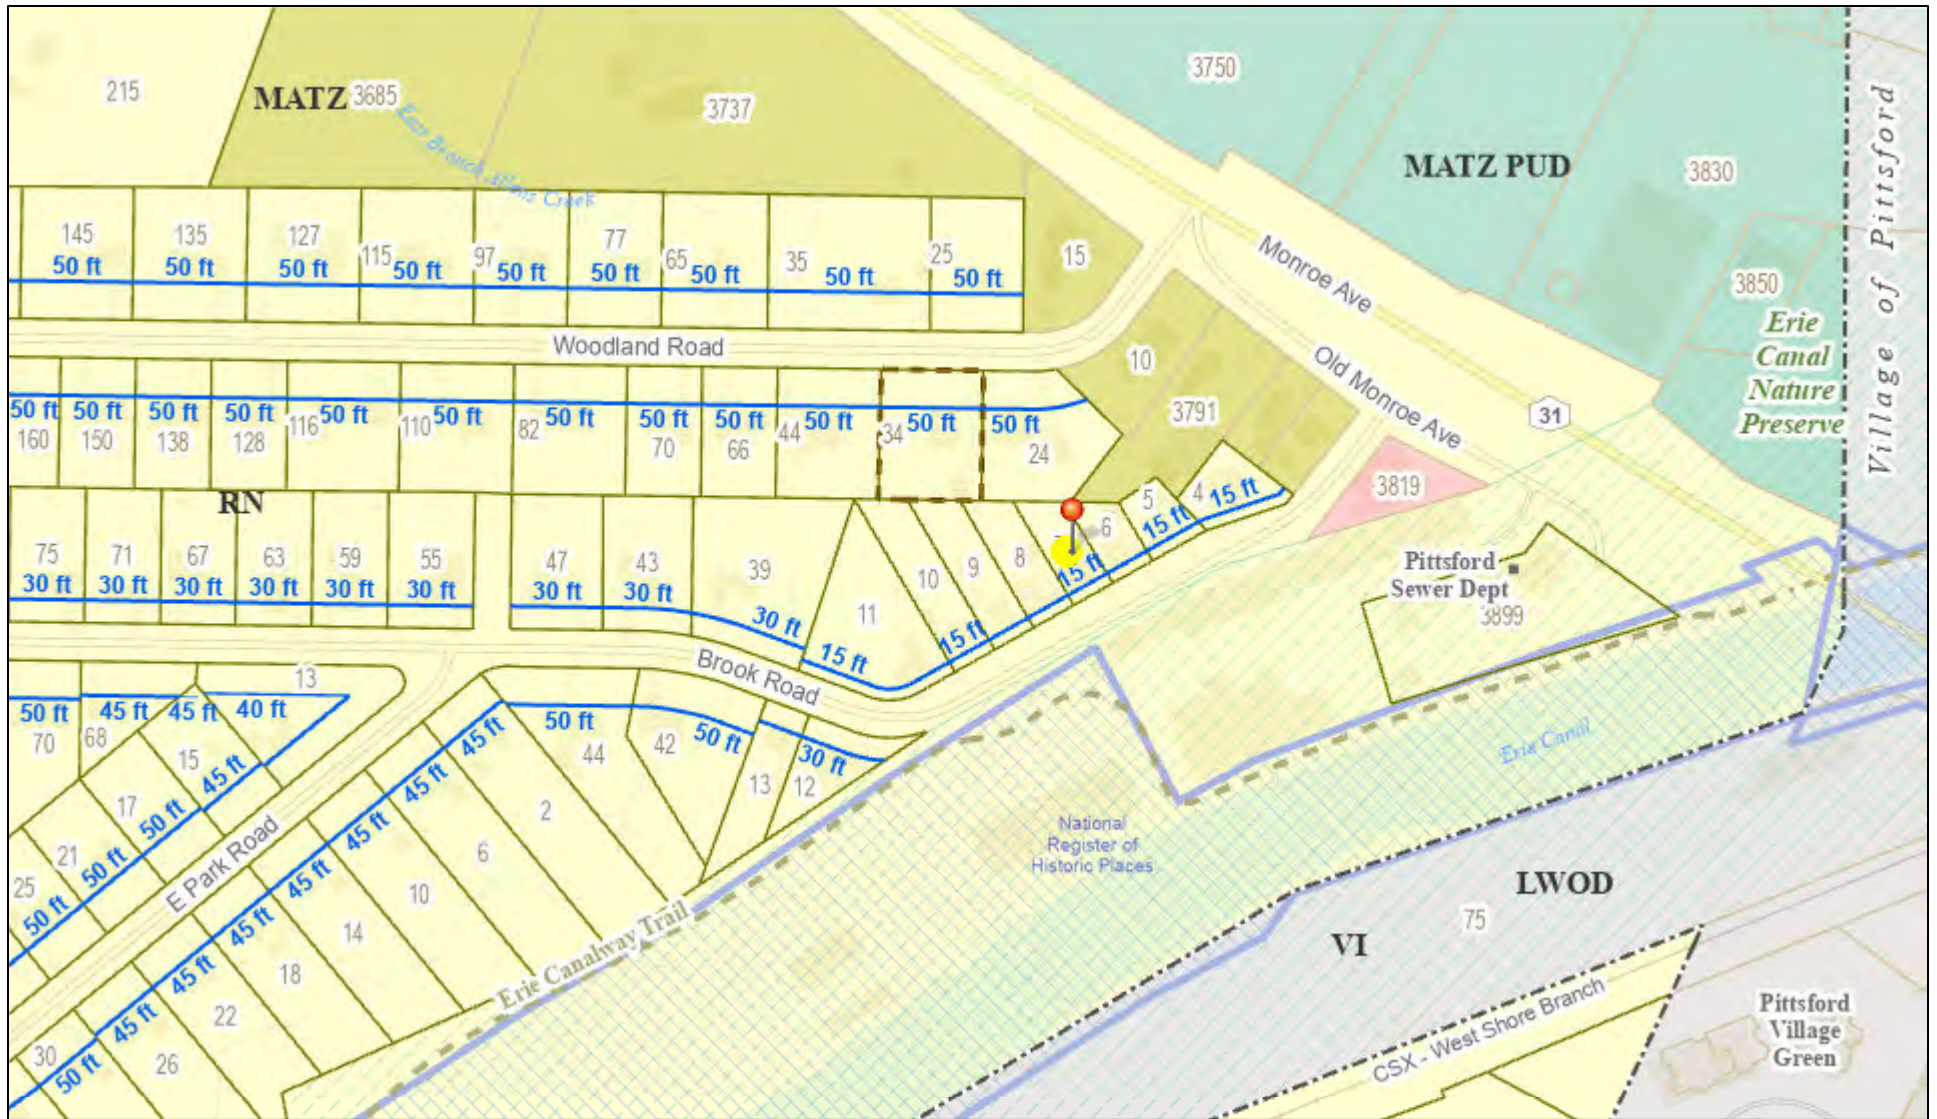 215
MATZ
3685
East Branch Allens Creek
3737
3750
MATZ PUD
3830
3850
Village of Pittsford
Erie
Canal
Nature
Preserve
145
135
127
115
97
77
65
35
25
15
50 ft
50 ft
50 ft
50 ft
50 ft
50 ft
50 ft
50 ft
50 ft
Monroe Ave
Woodland Road
Old Monroe Ave
31
10
3791
3819
50 ft
50 ft
50 ft
50 ft
50 ft
50 ft
50 ft
50 ft
50 ft
50 ft
50 ft
50 ft
160
150
138
128
116
110
82
70
66
44
34
24
RN
75
71
67
63
59
55
47
43
39
11
10
9
8
6
5
4
30 ft
30 ft
30 ft
30 ft
30 ft
30 ft
30 ft
30 ft
30 ft
15 ft
15 ft
15 ft
15 ft
15 ft
Pittsford
Sewer Dept
3899
Brook Road
13
50 ft
45 ft
45 ft
40 ft
70
68
15
45 ft
17
50 ft
21
50 ft
25
50 ft
E Park Road
50 ft
44
42
50 ft
13
12
30 ft
45 ft
45 ft
45 ft
45 ft
45 ft
45 ft
45 ft
50 ft
2
6
10
14
18
22
26
30
Erie Canalway Trail
National
Register of
Historic Places
Erie Canal
LWOD
75
VI
CSX - West Shore Branch
Pittsford
Village
Green